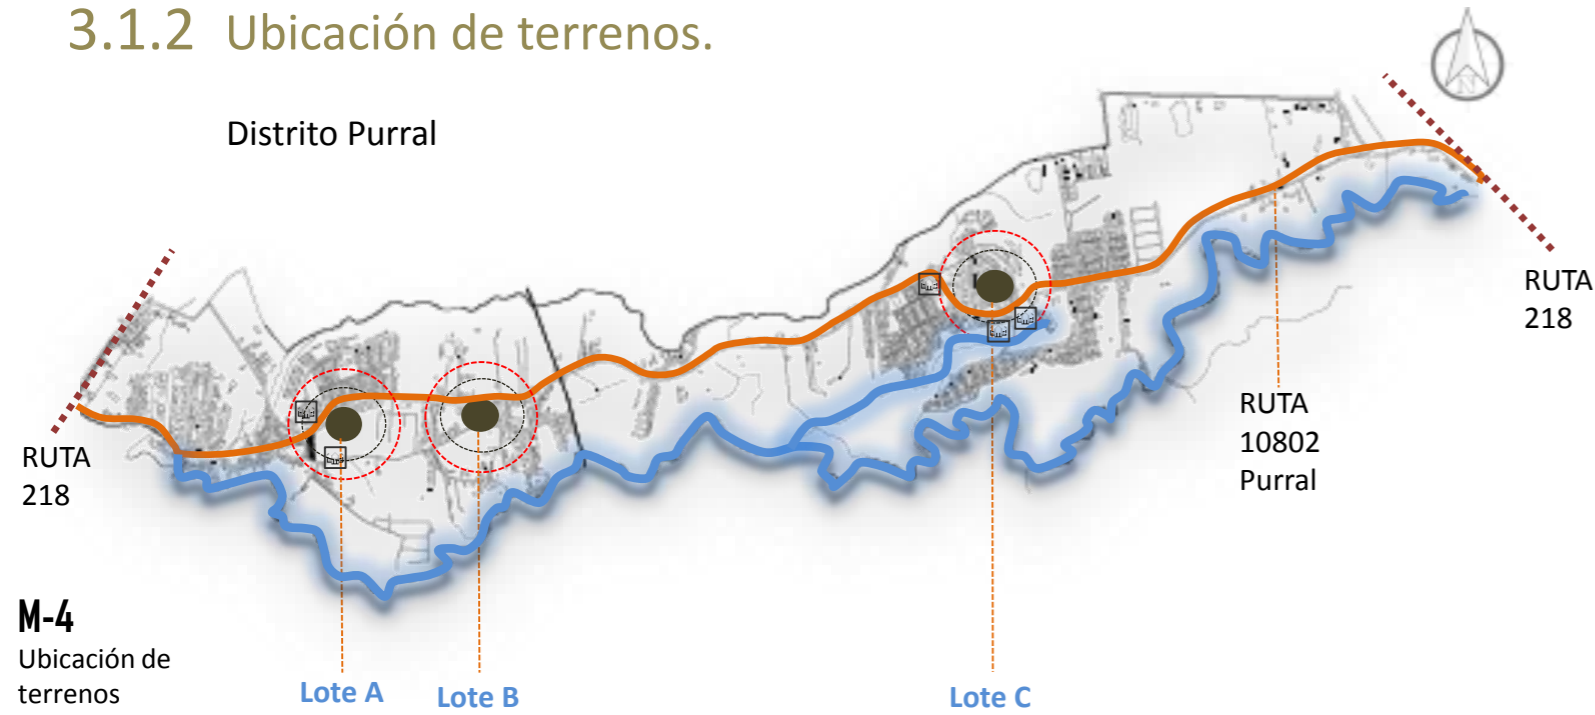 3.1.2 Ubicación de terrenos.
N
Distrito Purral
RUTA
218
RUTA
10802
Purral
RUTA
218
M-4
Ubicación de
terrenos
Lote A
Lote B
Lote C